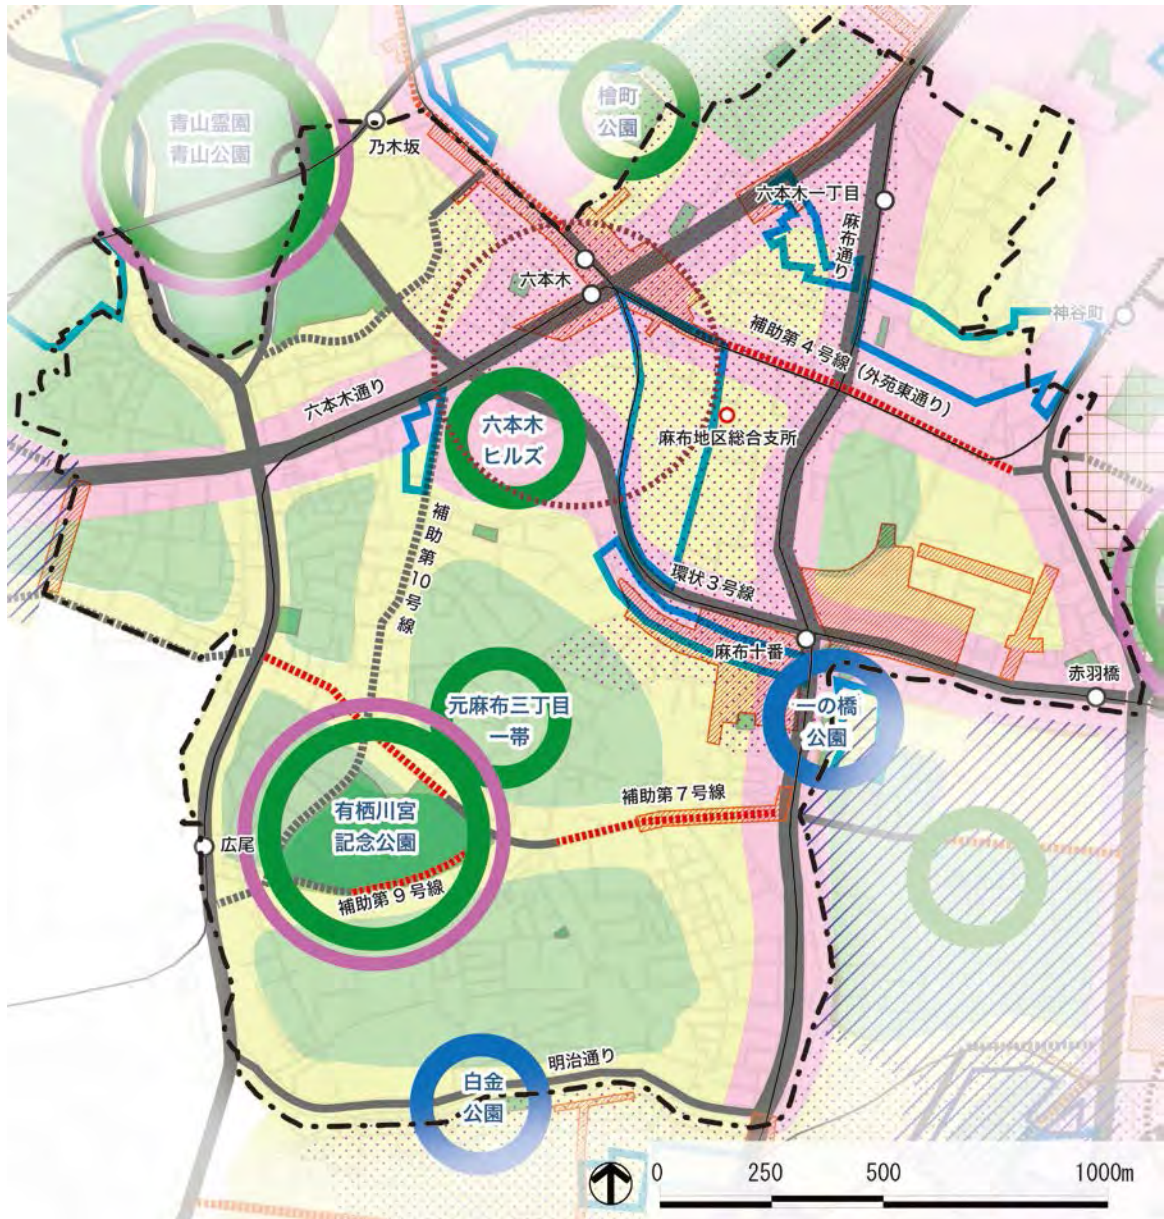 青山霊園
青山公園
乃木坂
檜町
公園
六本木一丁目
麻布通り
六本木
神谷町
補助第4号線(外苑東通り)
六本木通り
六本木
ヒルズ
麻布地区総合支所
補助第10号線
環状3号線
麻布十番
赤羽橋
元麻布三丁目
一帯
一の橋
公園
有栖川宮
記念公園
補助第7号線
広尾
補助第9号線
明治通り
白金
公園
0 250 500 1000m